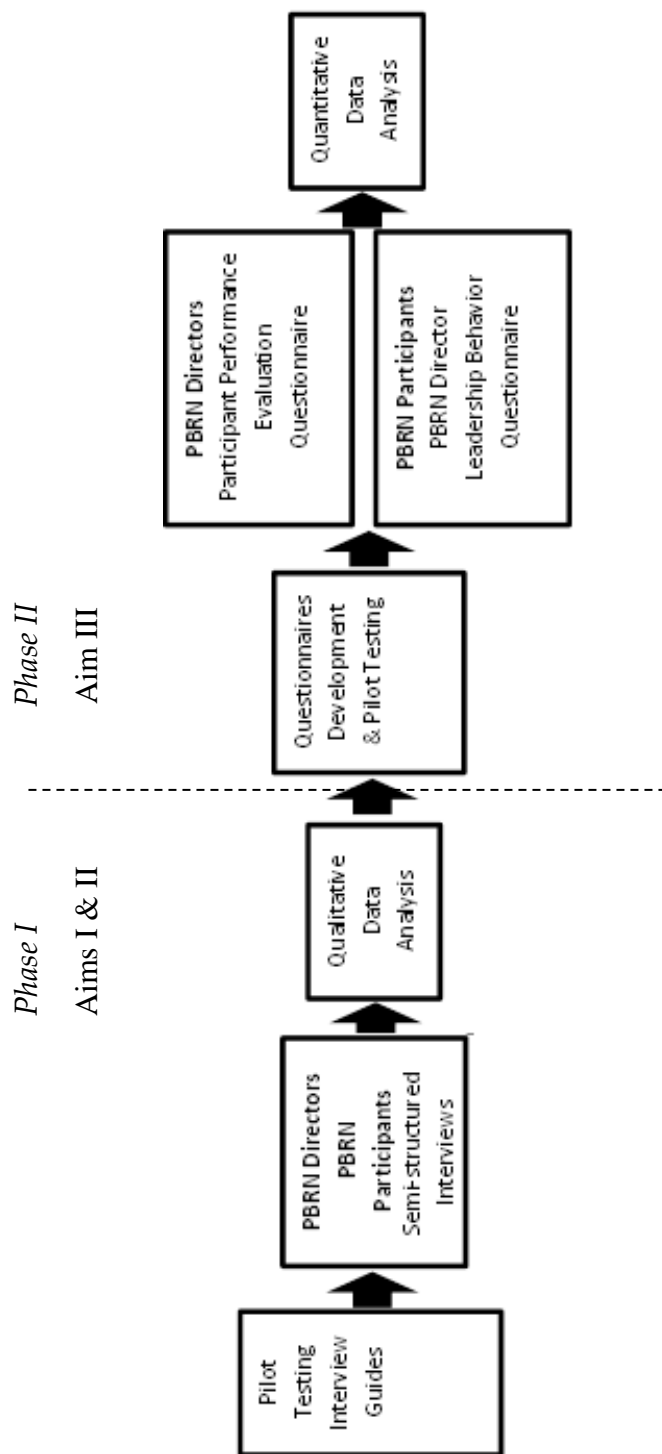 Phase I
Aims I & II
Phase II
Aim III
Pilot
Testing
Interview
Guides
PBRN Directors
PBRN
Participants
Semi-structured
Interviews
Qualitative
Data
Analysis
Questionnaires
Development
& Pilot Testing
PBRN Directors
Participant Performance
Evaluation
Questionnaire
PBRN Participants
PBRN Director
Leadership Behavior
Questionnaire
Quantitative
Data
Analysis